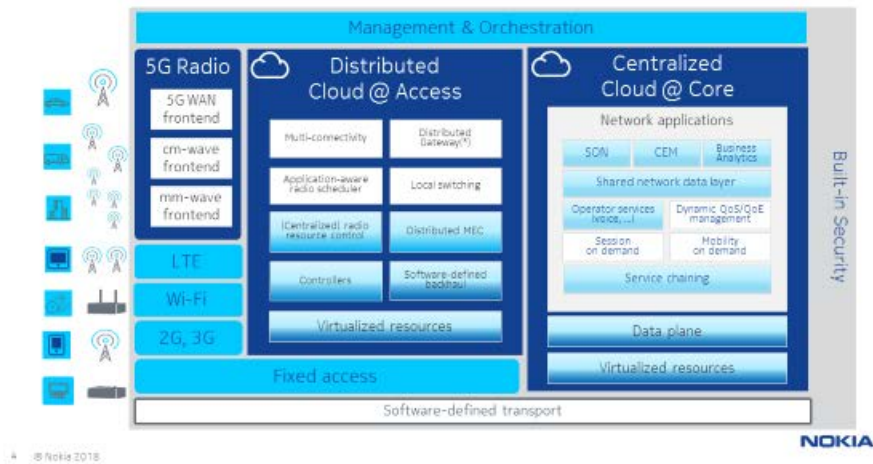 Management & Orchestration
5G Radio
5G WAN
frontend
cm-wave
frontend
mm-wave
frontend
LTE
Wi-Fi
2G, 3G
Fixed access
Distributed
Cloud @ Access
Multi-connectivity
Distributed
Gateway(*)
Application-aware
radio scheduler
Local switching
(Centralized) radio
resource control
Distributed MEC
Controllers
Software-defined
backhaul
Virtualized resources
Centralized
Cloud @ Core
Network applications
SON
CEM
Business
Analytics
Shared network data layer
Operator services
(voice, ...)
Dynamic QoS/QoE
management
Session
on demand
Mobility
on demand
Service chaining
Data plane
Virtualized resources
Built-in Security
Software-defined transport
NOKIA
4 © Nokia 2018